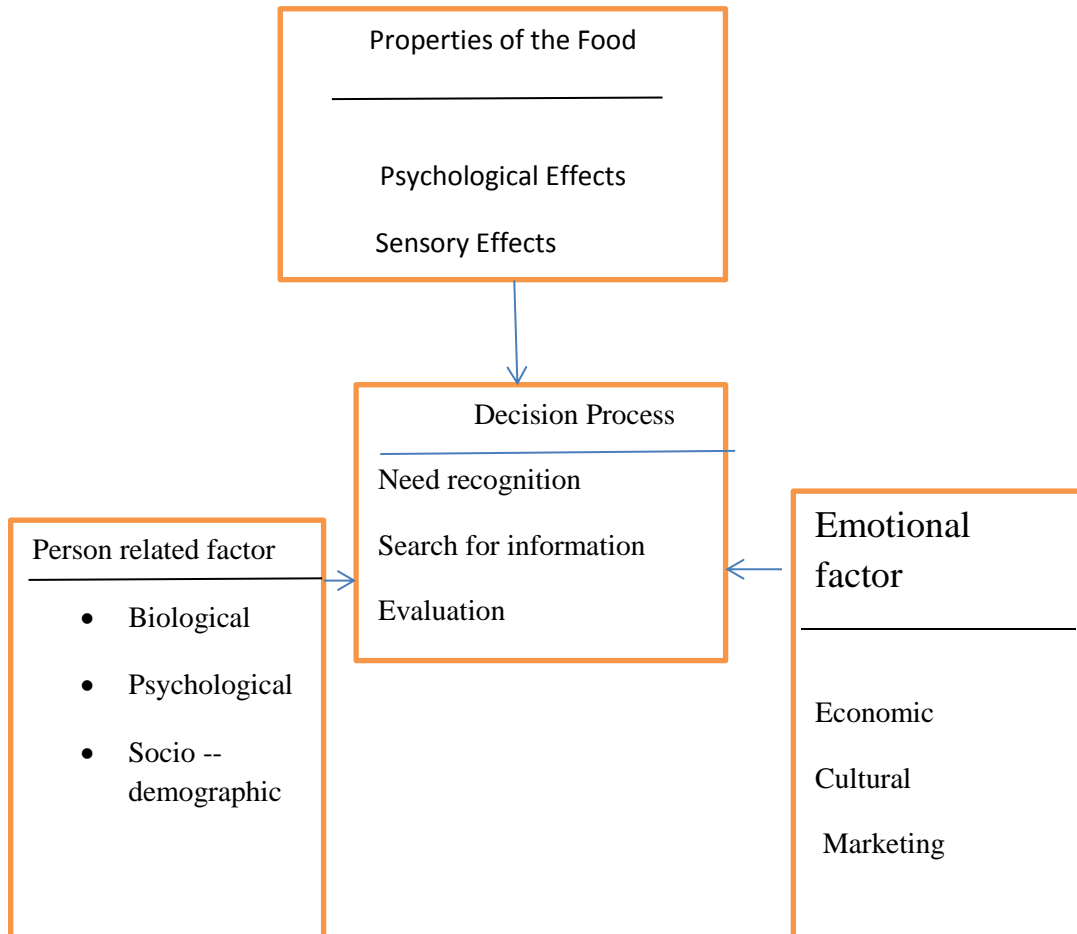 Properties of the Food
Psychological Effects
Sensory Effects
Decision Process
Need recognition
Search for information
Evaluation
Person related factor
• Biological
• Psychological
• Socio --
demographic
Emotional
factor
Economic
Cultural
Marketing